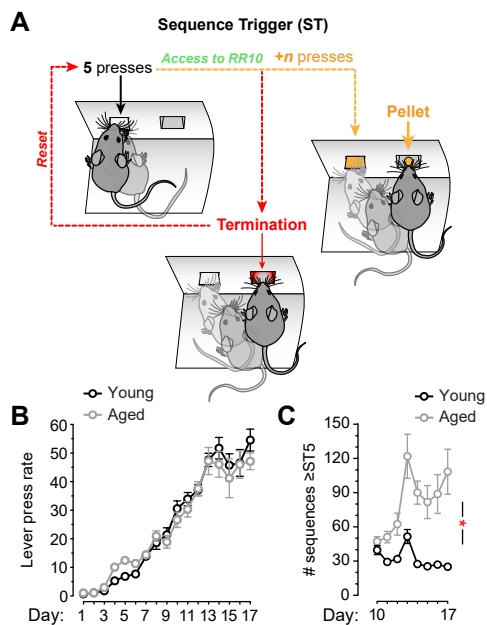 A
Sequence Trigger (ST)
5 presses
Access to RR10
+n presses
Reset
Pellet
Termination
B
Young
Aged
Lever press rate
60
50
40
30
20
10
0
Day: 1 3 5 7 9 11 13 15 17
C
Young
Aged
# sequences ≥ST5
150
120
90
60
30
0
*
Day: 10 17